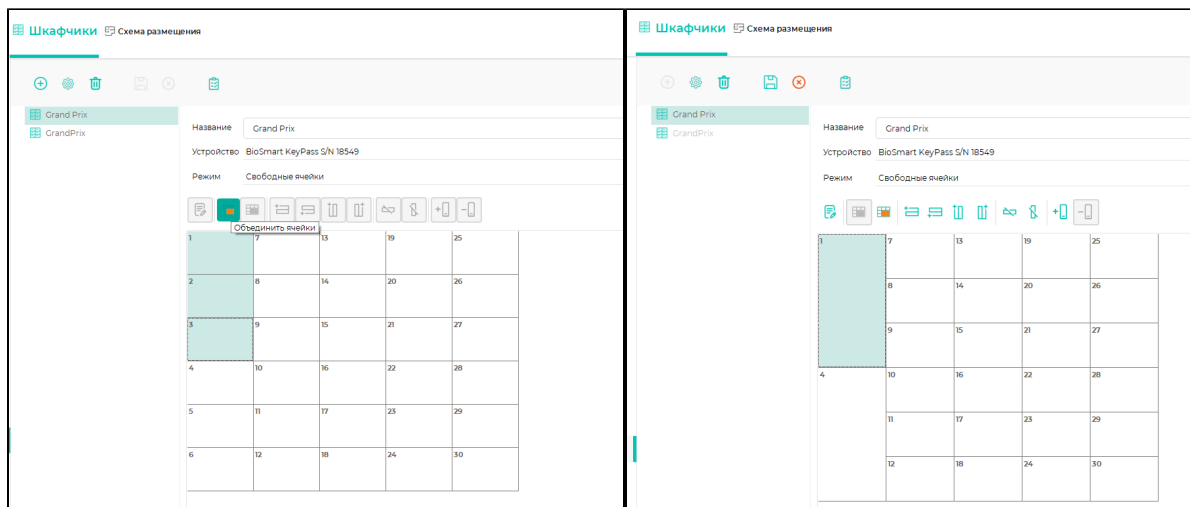 Шкафчики Схема размещения
Grand Prix
GrandPrix
Название Grand Prix
Устройство BioSmart KeyPass S/N 18549
Режим Свободные ячейки
Объединить ячейки
1 7 13 19 25
2 8 14 20 26
3 9 15 21 27
4 10 16 22 28
5 11 17 23 29
6 12 18 24 30
Шкафчики Схема размещения
Grand Prix
GrandPrix
Название Grand Prix
Устройство BioSmart KeyPass S/N 18549
Режим Свободные ячейки
1 7 13 19 25
8 14 20 26
9 15 21 27
4 10 16 22 28
11 17 23 29
12 18 24 30